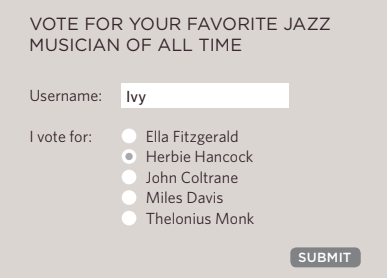 VOTE FOR YOUR FAVORITE JAZZ
MUSICIAN OF ALL TIME
Username: Ivy
I vote for: Ella Fitzgerald
Herbie Hancock
John Coltrane
Miles Davis
Thelonius Monk
SUBMIT